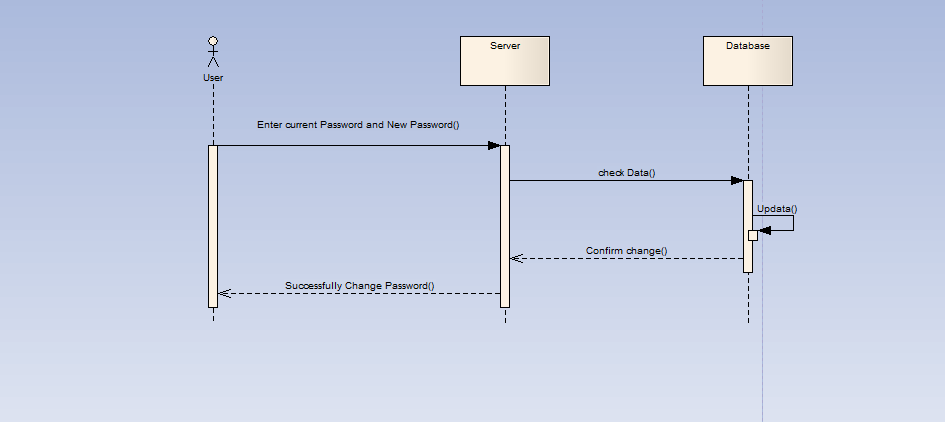 Server
Database
User
Enter current Password and New Password()
check Data()
Updata()
Confirm change()
Successfully Change Password()